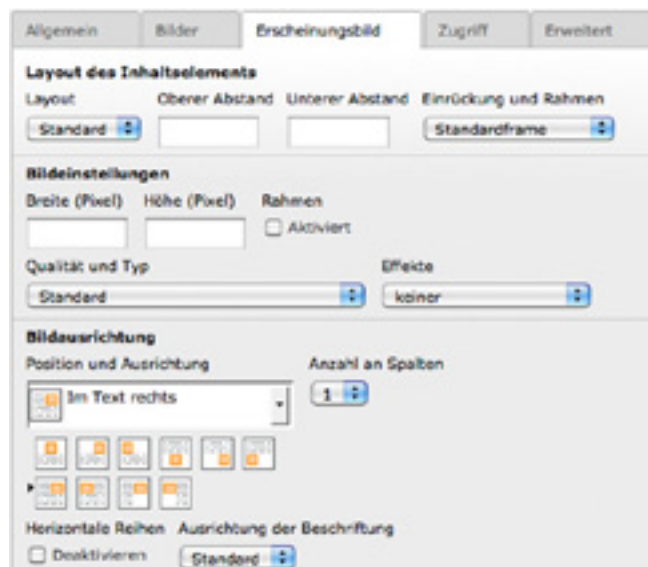 Allgemein Bilder Erscheinungsbild Zugriff Erweitert
Layout des Inhaltselements
Layout Oberer Abstand Unterer Abstand Einrückung und Rahmen
Standard Standardframe
Bildeinstellungen
Breite (Pixel) Höhe (Pixel) Rahmen
Aktiviert
Qualität und Typ Effekte
Standard keiner
Bildausrichtung
Position und Ausrichtung Anzahl an Spalten
Im Text rechts 1
Horizontale Reihen Ausrichtung der Beschriftung
Deaktivieren Standard